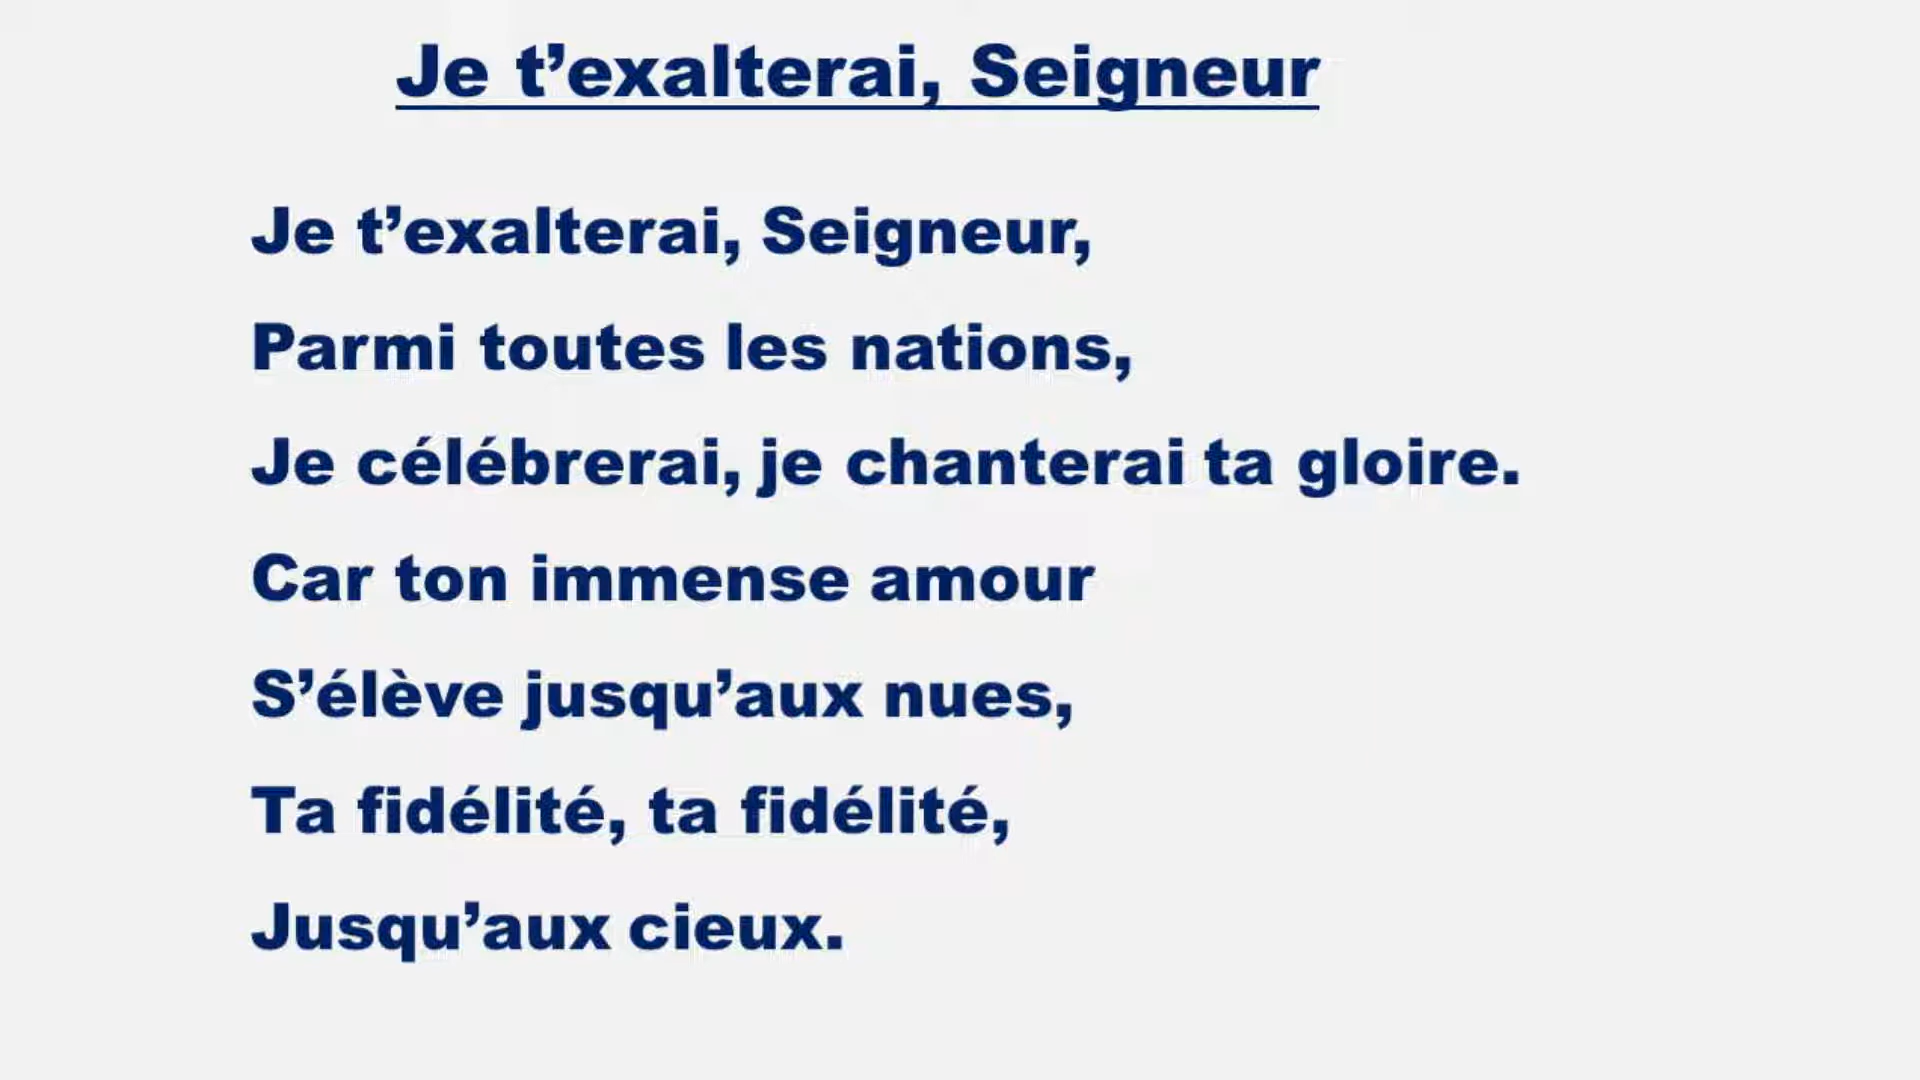 Je t’exalterai, Seigneur
Je t’exalterai, Seigneur,
Parmi toutes les nations,
Je célébrerai, je chanterai ta gloire.
Car ton immense amour
S’élève jusqu’aux nues,
Ta fidélité, ta fidélité,
Jusqu’aux cieux.